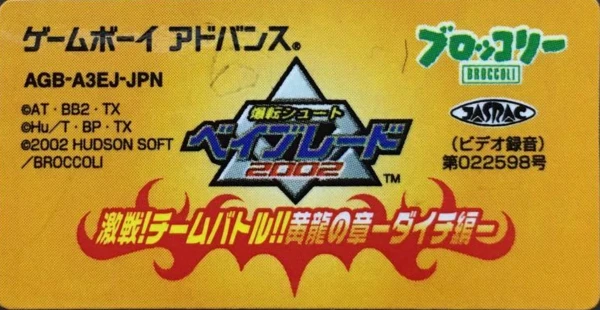 ゲームボーイ アドバンス®
ブロッコリー
BROCCOLI
AGB-A3EJ-JPN
©AT・BB2・TX
©Hu/T・BP・TX
©2002 HUDSON SOFT
/BROCCOLI
爆転シュート
ベイブレード
2002
TM
JASRAC
(ビデオ録音)
第022598号
激戦!チームバトル!!黄龍の章−ダイチ編−